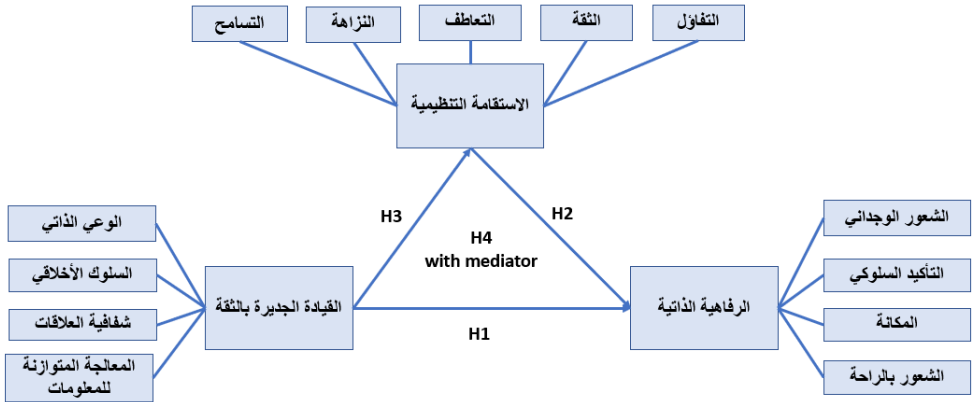 التفاؤل
الثقة
التعاطف
النزاهة
التسامح
الاستقامة التنظيمية
H3
H2
H4
with mediator
H1
القيادة الجديرة بالثقة
الوعي الذاتي
السلوك الأخلاقي
شفافية العلاقات
المعالجة المتوازنة
للمعلومات
الرفاهية الذاتية
الشعور الوجداني
التأكيد السلوكي
المكانة
الشعور بالراحة